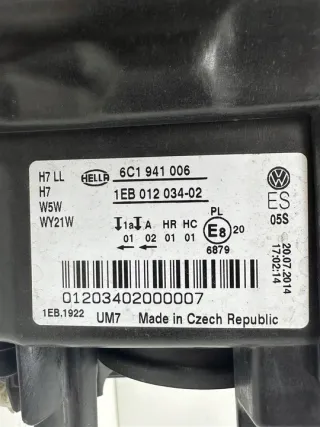 H7 LL HELLA 6C1 941 006
H7 1EB 012 034-02
W5W ES
WY21W 1a A HR HC PL 05S
01 02 01 01 E8 20
6879
20.07.2014
17:02:14
01203402000007
1EB.1922 UM7 Made in Czech Republic